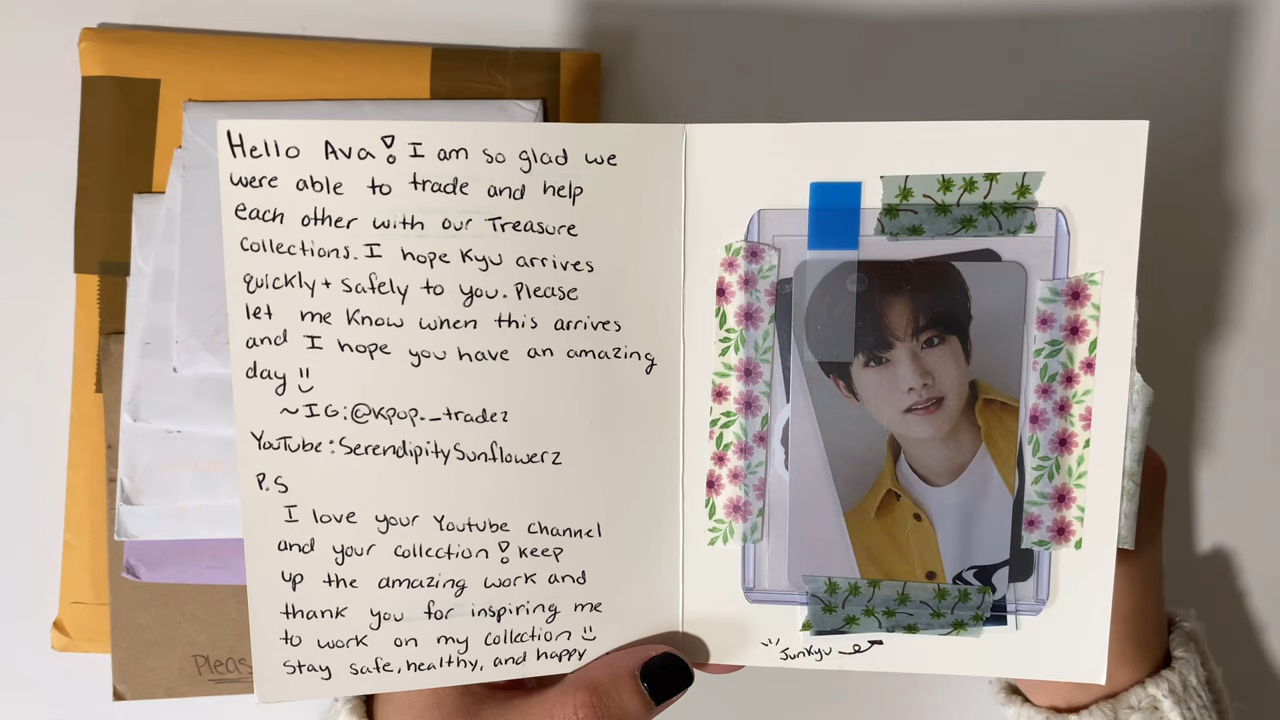 Hello Ava! I am so glad we
were able to trade and help
each other with our Treasure
collections. I hope Kyu arrives
quickly + safely to you. Please
let me know when this arrives
and I hope you have an amazing
day
~IG:@kpop._tradez
YouTube: SerendipitySunflowerz
P.S
I love your Youtube channel
and your collection! keep
up the amazing work and
thank you for inspiring me
to work on my collection
Stay safe, healthy, and happy
Junkyu
Pleas